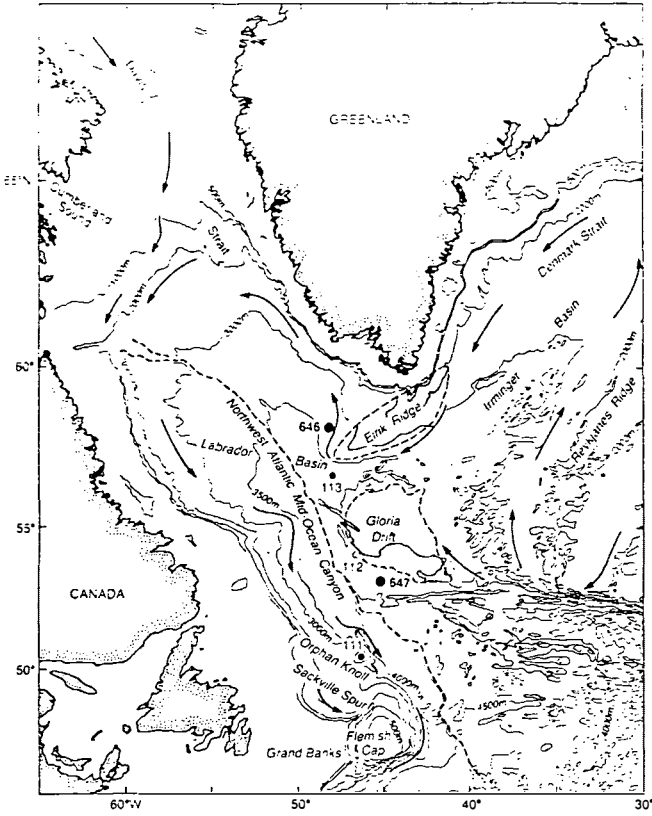 GREENLAND
Cumberland
Sound
Strait
500m
Denmark Strait
Basin
Irminger
Reykjanes Ridge
60°
Eirik Ridge
646
Labrador
Basin
113
Northwest Atlantic Mid-Ocean Canyon
3500m
Gloria
Drift
55°
112
647
CANADA
3000m
111
Orphan Knoll
4000m
50°
Sackville Spur
4500m
4000m
Flemish
Cap
Grand Banks
60°W
50°
40°
30°